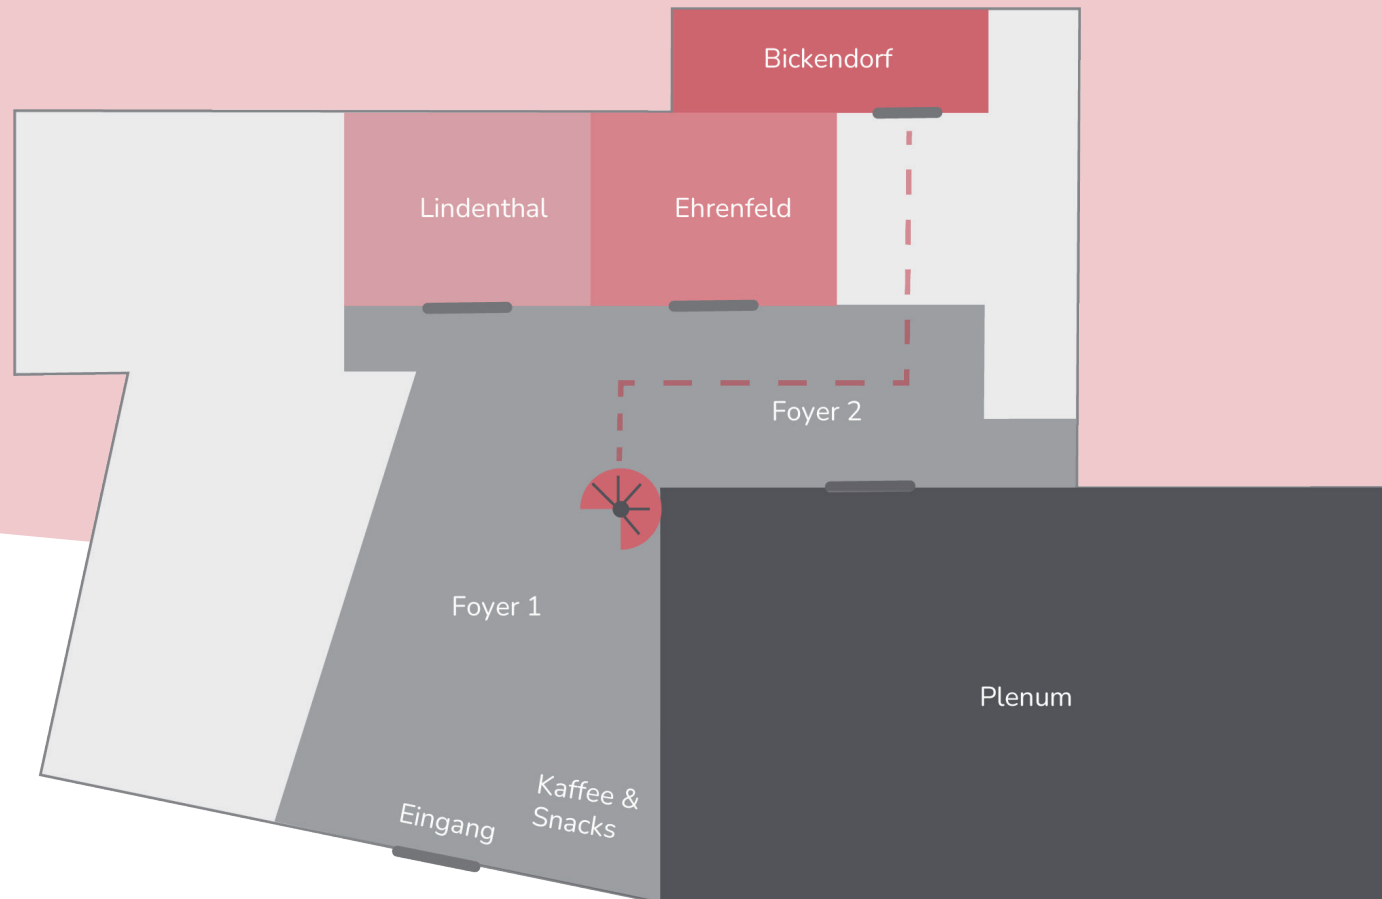 Bickendorf
Lindenthal
Ehrenfeld
Foyer 2
Foyer 1
Plenum
Kaffee &
Snacks
Eingang